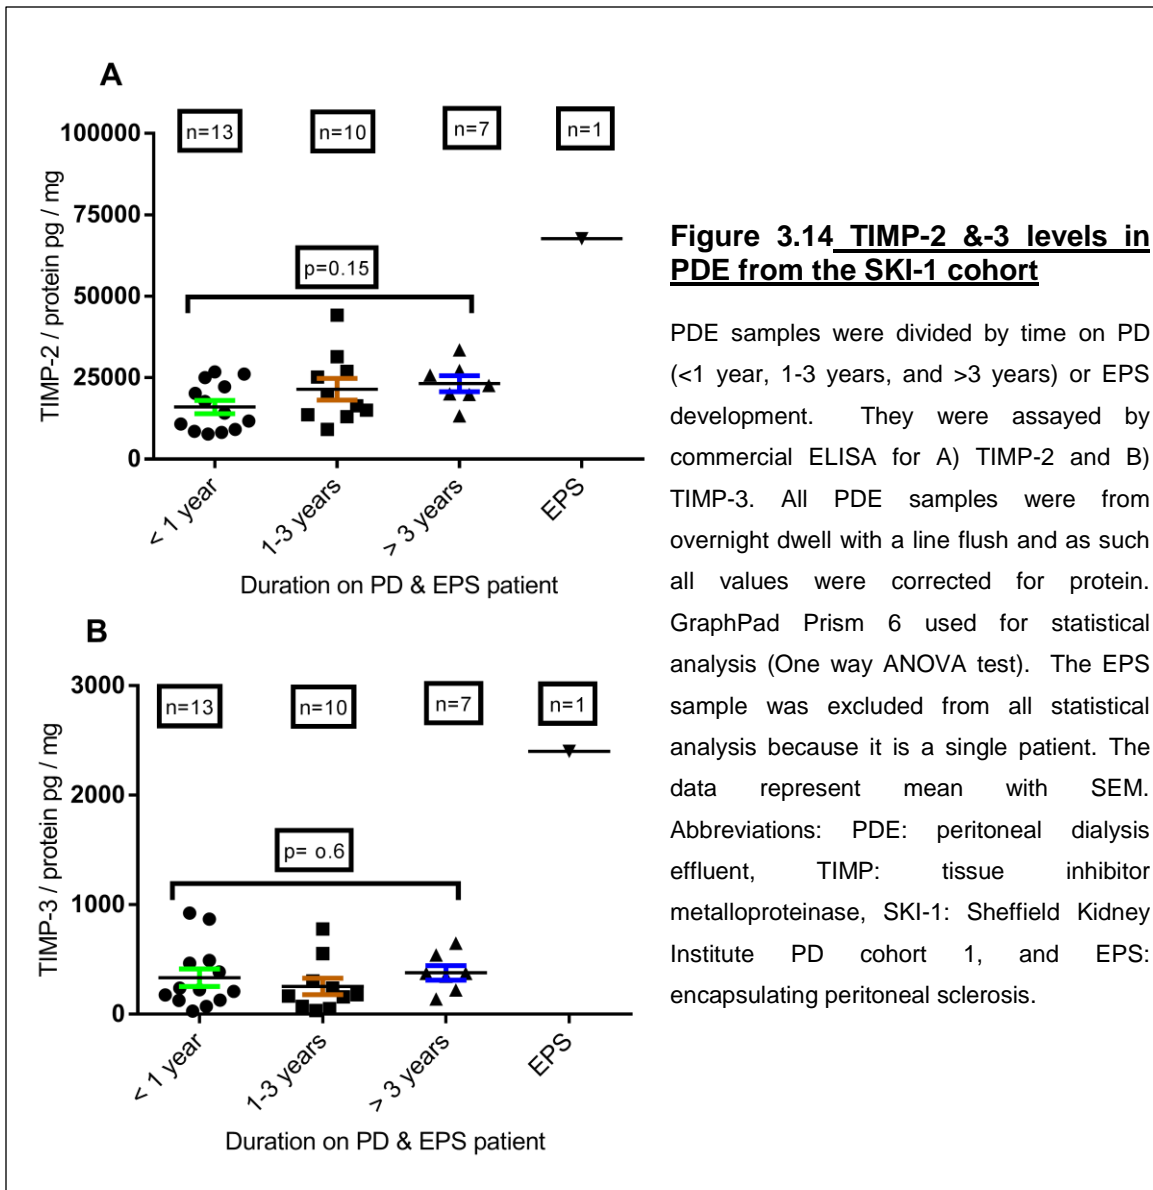 A
n=13
n=10
n=7
n=1
100000
75000
50000
25000
0
TIMP-2 / protein pg / mg
p=0.15
< 1 year
1-3 years
> 3 years
EPS
Duration on PD & EPS patient
B
n=13
n=10
n=7
n=1
3000
2000
1000
0
TIMP-3 / protein pg / mg
p= o.6
< 1 year
1-3 years
> 3 years
EPS
Duration on PD & EPS patient
Figure 3.14 TIMP-2 &-3 levels in
PDE from the SKI-1 cohort
PDE samples were divided by time on PD
(<1 year, 1-3 years, and >3 years) or EPS
development. They were assayed by
commercial ELISA for A) TIMP-2 and B)
TIMP-3. All PDE samples were from
overnight dwell with a line flush and as such
all values were corrected for protein.
GraphPad Prism 6 used for statistical
analysis (One way ANOVA test). The EPS
sample was excluded from all statistical
analysis because it is a single patient. The
data represent mean with SEM.
Abbreviations: PDE: peritoneal dialysis
effluent, TIMP: tissue inhibitor
metalloproteinase, SKI-1: Sheffield Kidney
Institute PD cohort 1, and EPS:
encapsulating peritoneal sclerosis.